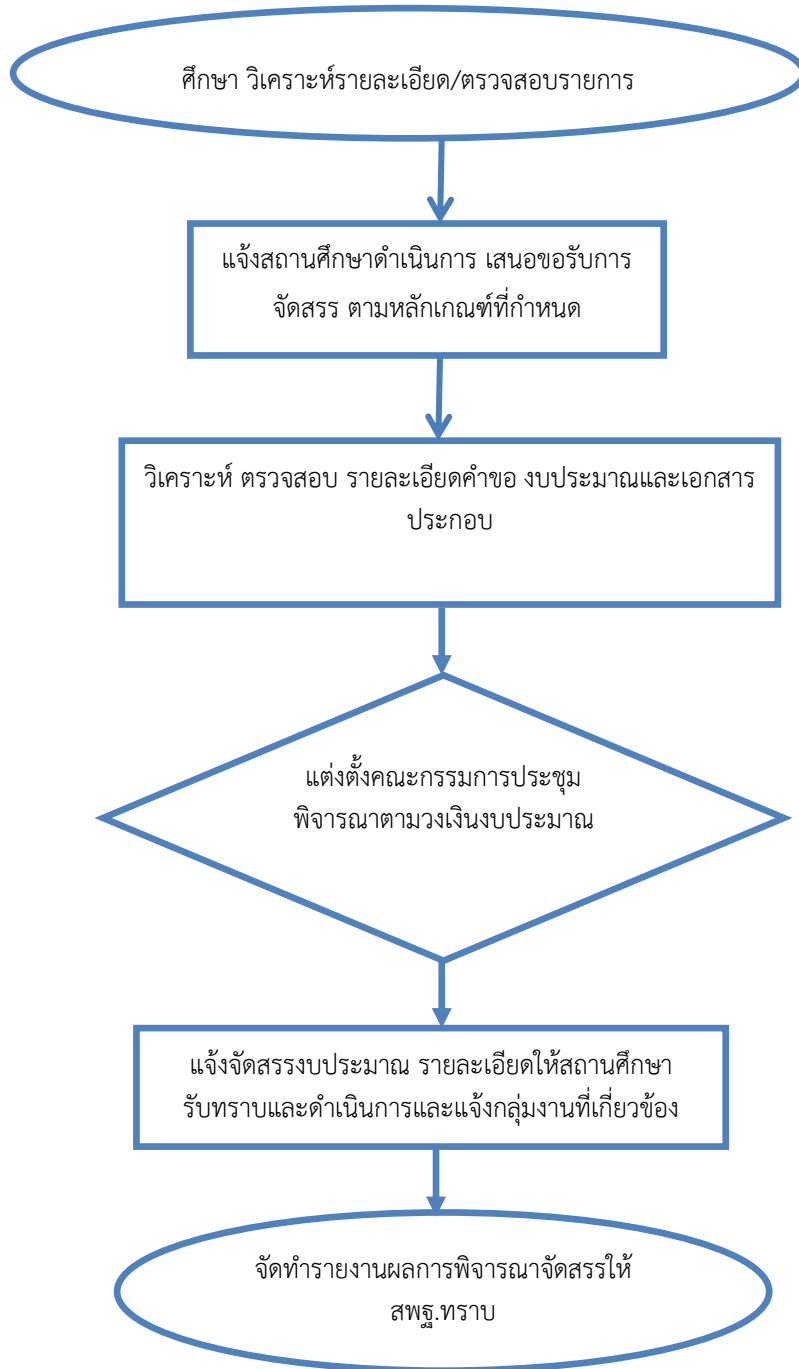 ศึกษา วิเคราะห์รายละเอียด/ตรวจสอบรายการ
แจ้งสถานศึกษาดำเนินการ เสนอขอรับการ
จัดสรร ตามหลักเกณฑ์ที่กำหนด
วิเคราะห์ ตรวจสอบ รายละเอียดคำขอ งบประมาณและเอกสาร
ประกอบ
แต่งตั้งคณะกรรมการประชุม
พิจารณาตามวงเงินงบประมาณ
แจ้งจัดสรรงบประมาณ รายละเอียดให้สถานศึกษา
รับทราบและดำเนินการและแจ้งกลุ่มงานที่เกี่ยวข้อง
จัดทำรายงานผลการพิจารณาจัดสรรให้
สพฐ.ทราบ